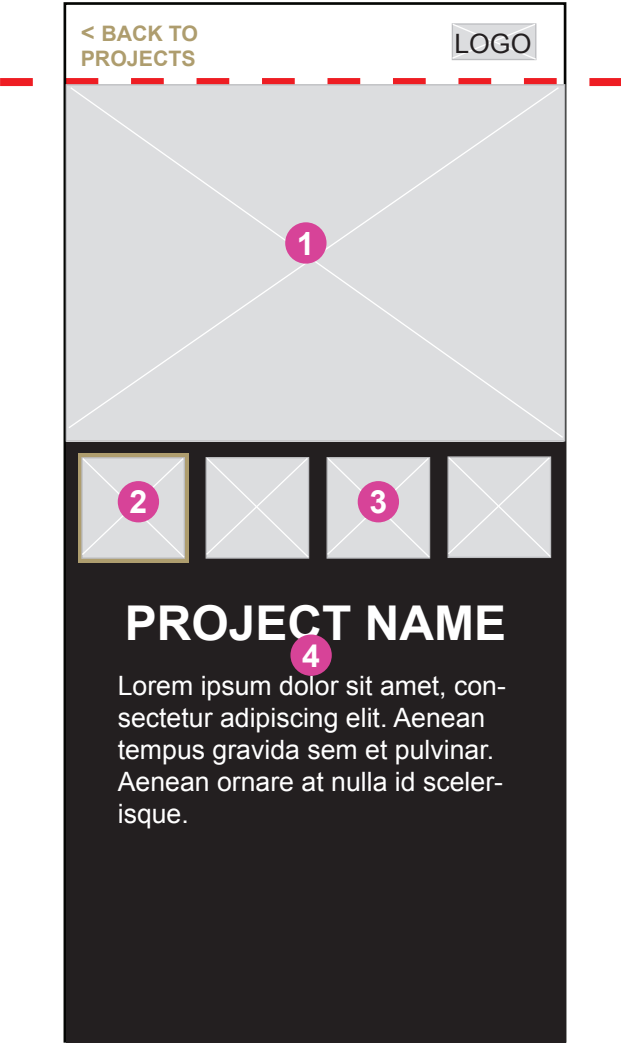 < BACK TO
PROJECTS
LOGO
1
2
3
PROJECT NAME
4
Lorem ipsum dolor sit amet, con-
sectetur adipiscing elit. Aenean
tempus gravida sem et pulvinar.
Aenean ornare at nulla id sceler-
isque.